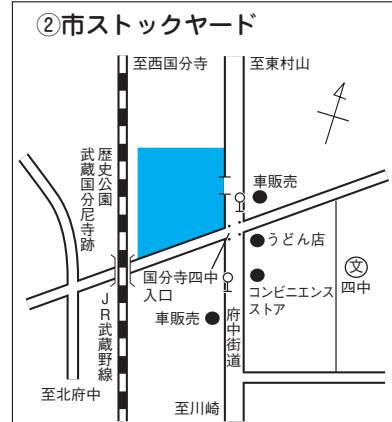 ②市ストックヤード
至西国分寺
至東村山
歴史公園
武蔵国分尼寺跡
車販売
うどん店
国分寺四中
入口
コンビニエンス
ストア
文
四中
車販売
JR武蔵野線
府中街道
至北府中
至川崎